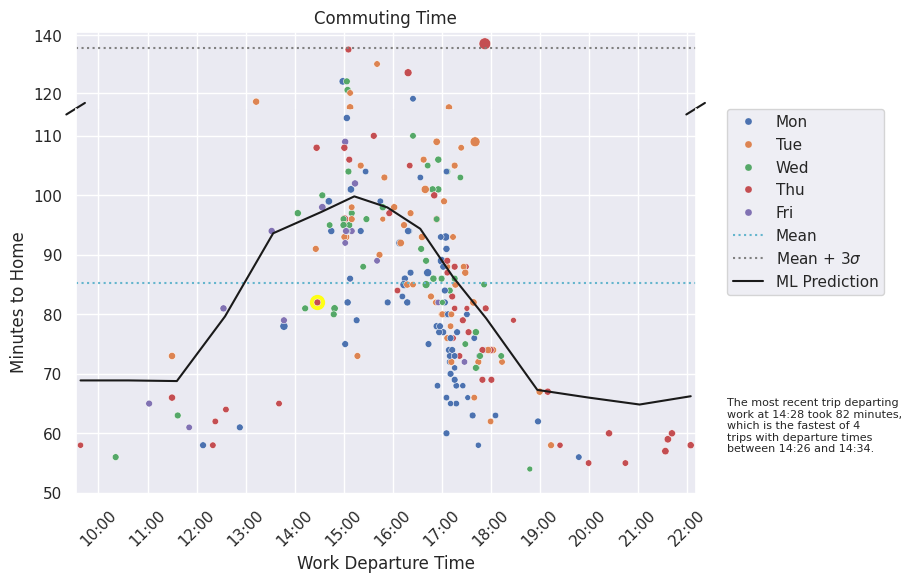 Commuting Time
140
120
110
100
90
80
70
60
50
Minutes to Home
10:00
11:00
12:00
13:00
14:00
15:00
16:00
17:00
18:00
19:00
20:00
21:00
22:00
Work Departure Time
Mon
Tue
Wed
Thu
Fri
Mean
Mean + 3σ
ML Prediction
The most recent trip departing
work at 14:28 took 82 minutes,
which is the fastest of 4
trips with departure times
between 14:26 and 14:34.